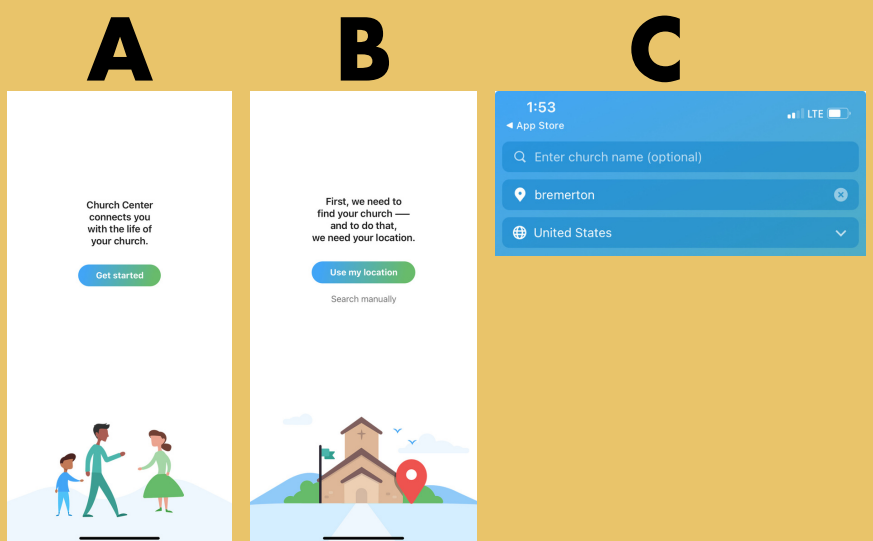 A
B
C
Church Center
connects you
with the life of
your church.
Get started
First, we need to
find your church —
and to do that,
we need your location.
Use my location
Search manually
1:53
LTE
◀ App Store
Enter church name (optional)
bremerton
United States